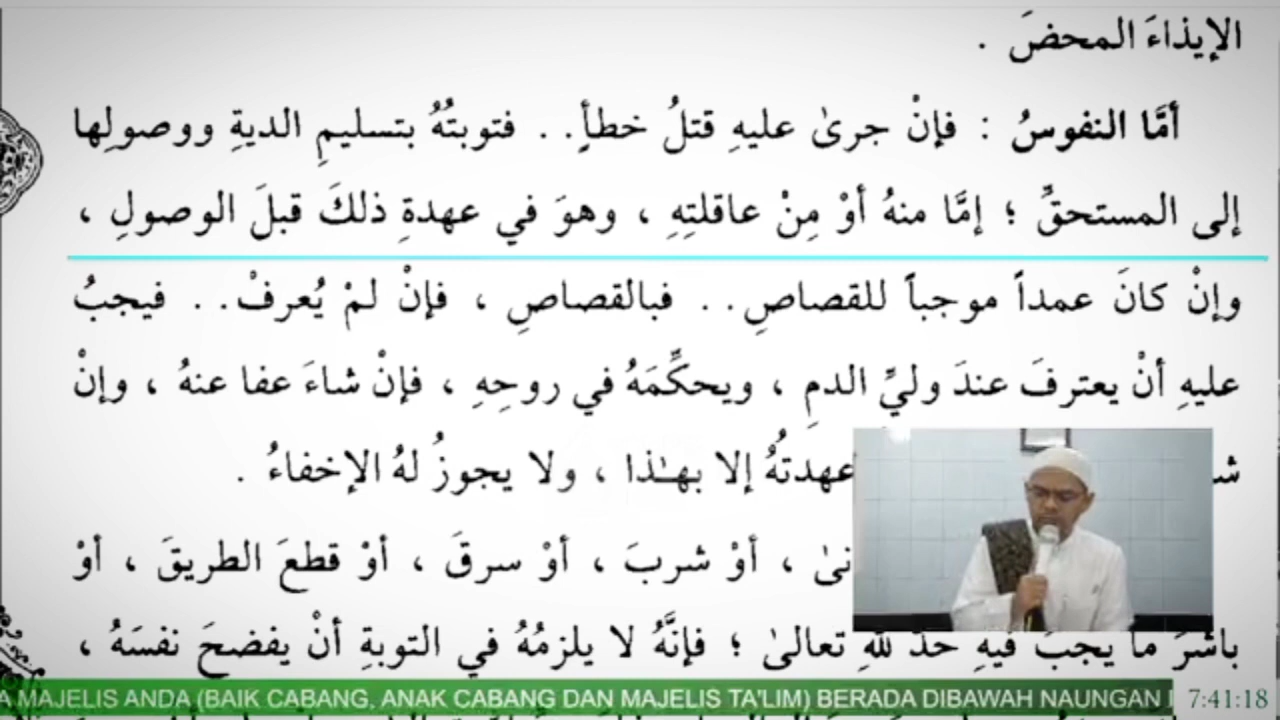 الإيذاءَ المحضَ .
أمَّا النفوسُ : فإنْ جرىٰ عليهِ قتلُ خطأٍ . . فتوبتُهُ بتسليمِ الديةِ ووصولِها
إلى المستحقِّ ؛ إمَّا منهُ أوْ مِنْ عاقلتِهِ ، وهوَ في عهدةِ ذلكَ قبلَ الوصولِ ،
وإنْ كانَ عمداً موجباً للقصاصِ . . فبالقصاصِ ، فإنْ لمْ يُعرفْ . . فيجبُ
عليهِ أنْ يعترفَ عندَ وليِّ الدمِ ، ويحكِّمَهُ في روحِهِ ، فإنْ شاءَ عفا عنهُ ، وإنْ
عهدتُهُ إلا بهـٰذا ، ولا يجوزُ لهُ الإخفاءُ .
، أوْ شربَ ، أوْ سرقَ ، أوْ قطعَ الطريقَ ، أوْ
باشرَ ما يجبُ فيهِ حدٌّ للهِ تعالىٰ ؛ فإنَّهُ لا يلزمُهُ في التوبةِ أنْ يفضحَ نفسَهُ ،
A MAJELIS ANDA (BAIK CABANG, ANAK CABANG DAN MAJELIS TA'LIM) BERADA DIBAWAH NAUNGAN
7:41:18